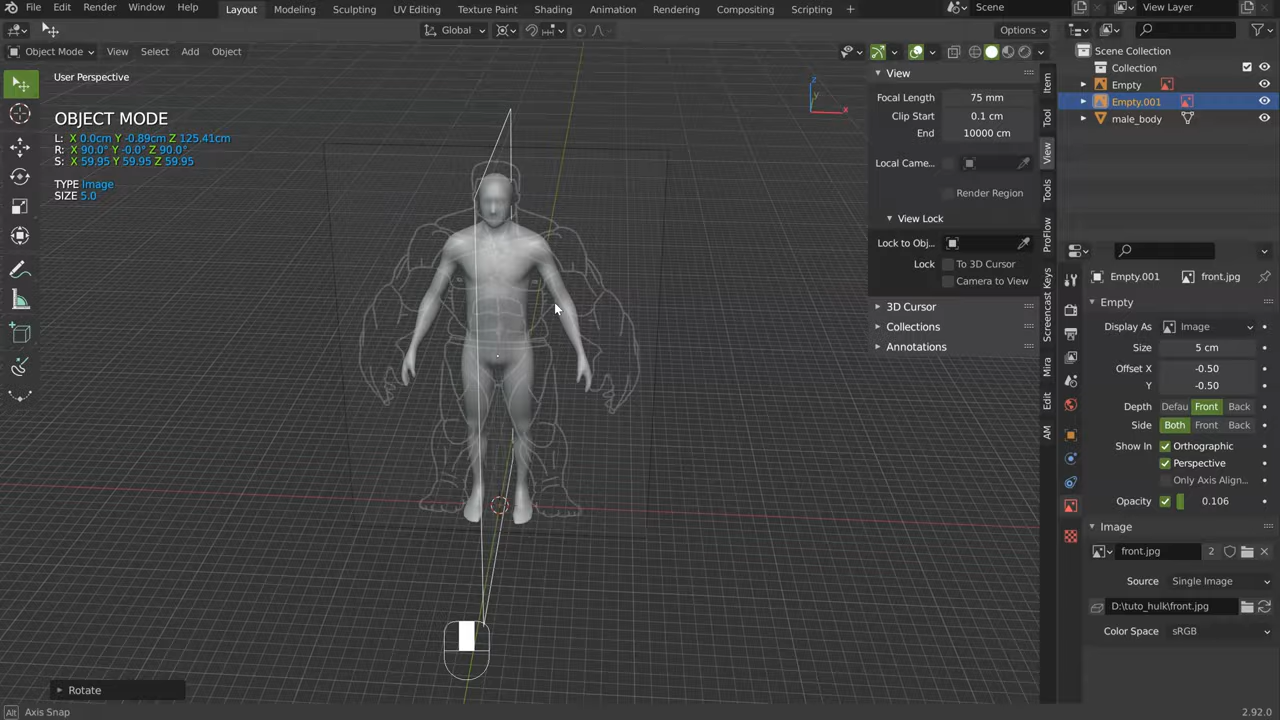 File Edit Render Window Help Layout Modeling Sculpting UV Editing Texture Paint Shading Animation Rendering Compositing Scripting + Scene View Layer
Global Options
Object Mode View Select Add Object
User Perspective
OBJECT MODE
L: X 0.0cm Y -0.89cm Z 125.41cm
R: X 90.0° Y -0.0° Z 90.0°
S: X 59.95 Y 59.95 Z 59.95
TYPE Image
SIZE 5.0
z
y
x
View
Focal Length 75 mm
Clip Start 0.1 cm
End 10000 cm
Local Came...
Render Region
View Lock
Lock to Obj...
Lock To 3D Cursor
Camera to View
3D Cursor
Collections
Annotations
Item
Tool
View
Tools
ProFlow
Screencast Keys
Mira
Edit
AM
Scene Collection
Collection
Empty
Empty.001
male_body
Empty.001 front.jpg
Empty
Display As Image
Size 5 cm
Offset X -0.50
Y -0.50
Depth Defau Front Back
Side Both Front Back
Show In Orthographic
Perspective
Only Axis Align...
Opacity 0.106
Image
front.jpg 2
Source Single Image
D:\tuto_hulk\front.jpg
Color Space sRGB
Rotate
Alt Axis Snap
2.92.0